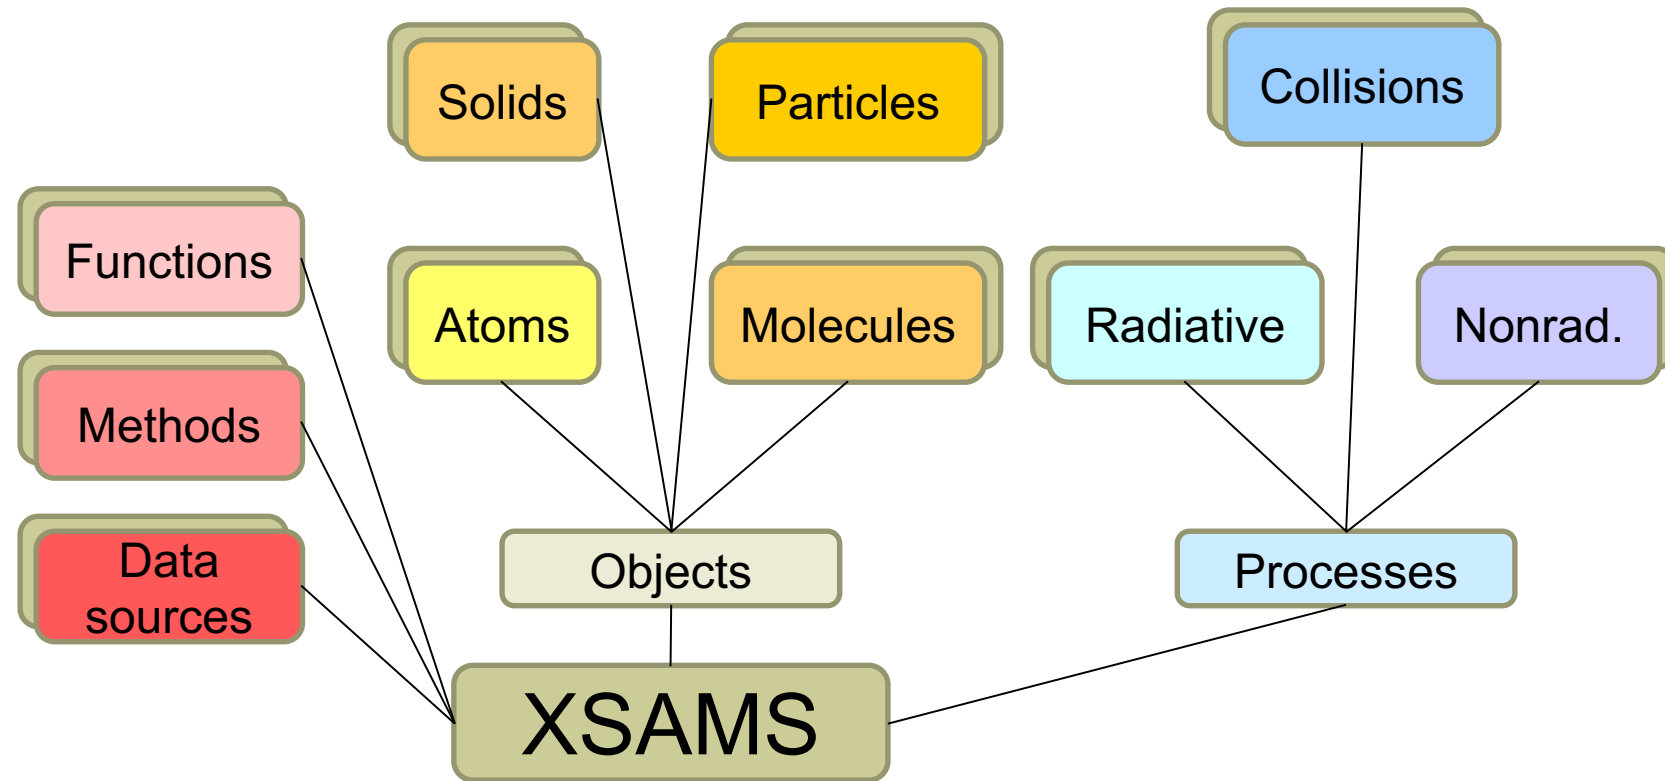 Solids
Particles
Collisions
Functions
Atoms
Molecules
Radiative
Nonrad.
Methods
Data
sources
Objects
Processes
XSAMS